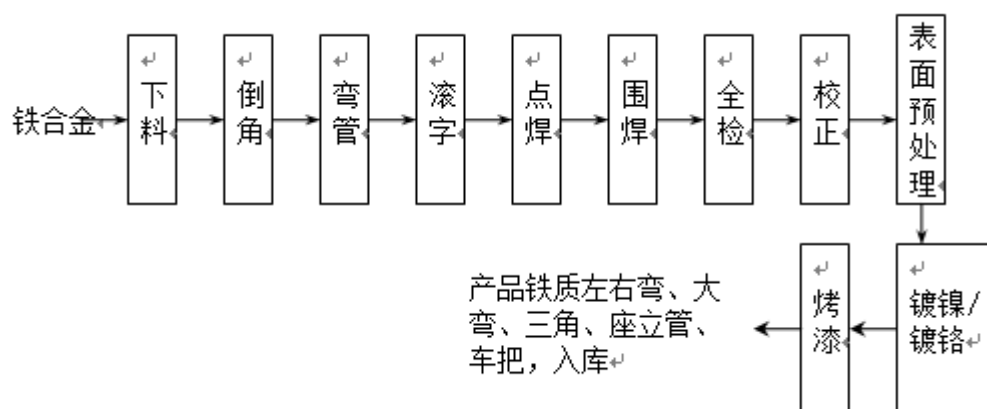 铁合金
下料
倒角
弯管
滚字
点焊
围焊
全检
校正
表面预处理
镀镍/
镀铬
烤漆
产品铁质左右弯、大
弯、三角、座立管、
车把，入库